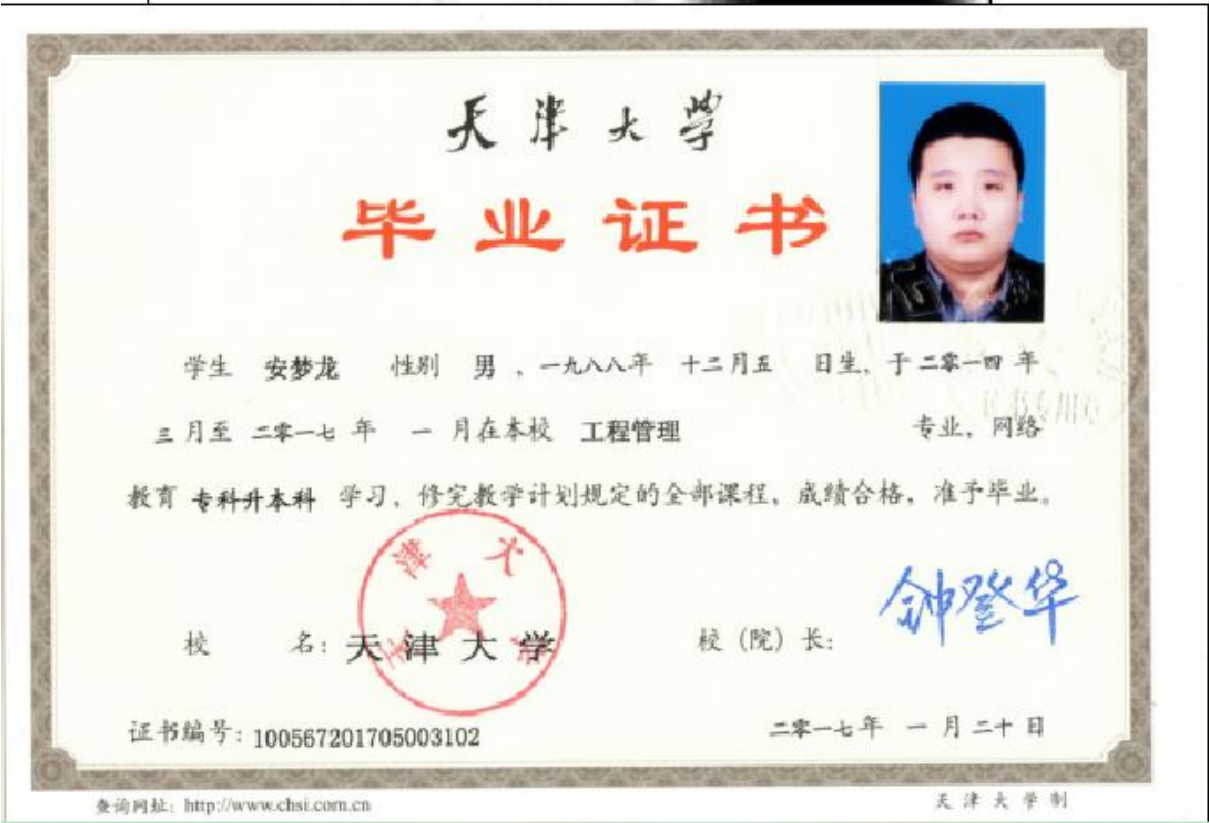 天津大学
毕业证书
学生 安梦龙 性别 男 ，一九八八年 十二月五 日生，于二零一四 年
三月至 二零一七 年 一 月在本校 工程管理 专业，网络
教育 专科升本科 学习，修完教学计划规定的全部课程，成绩合格，准予毕业。
校 名：天津大学 校（院）长：钟登华
证书编号：100567201705003102 二零一七年 一 月二十日
查询网址：http://www.chsi.com.cn 天津大学制